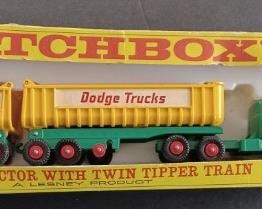 TCHBOX
Dodge Trucks
CTOR WITH TWIN TIPPER TRAIN
A LESNEY PRODUCT